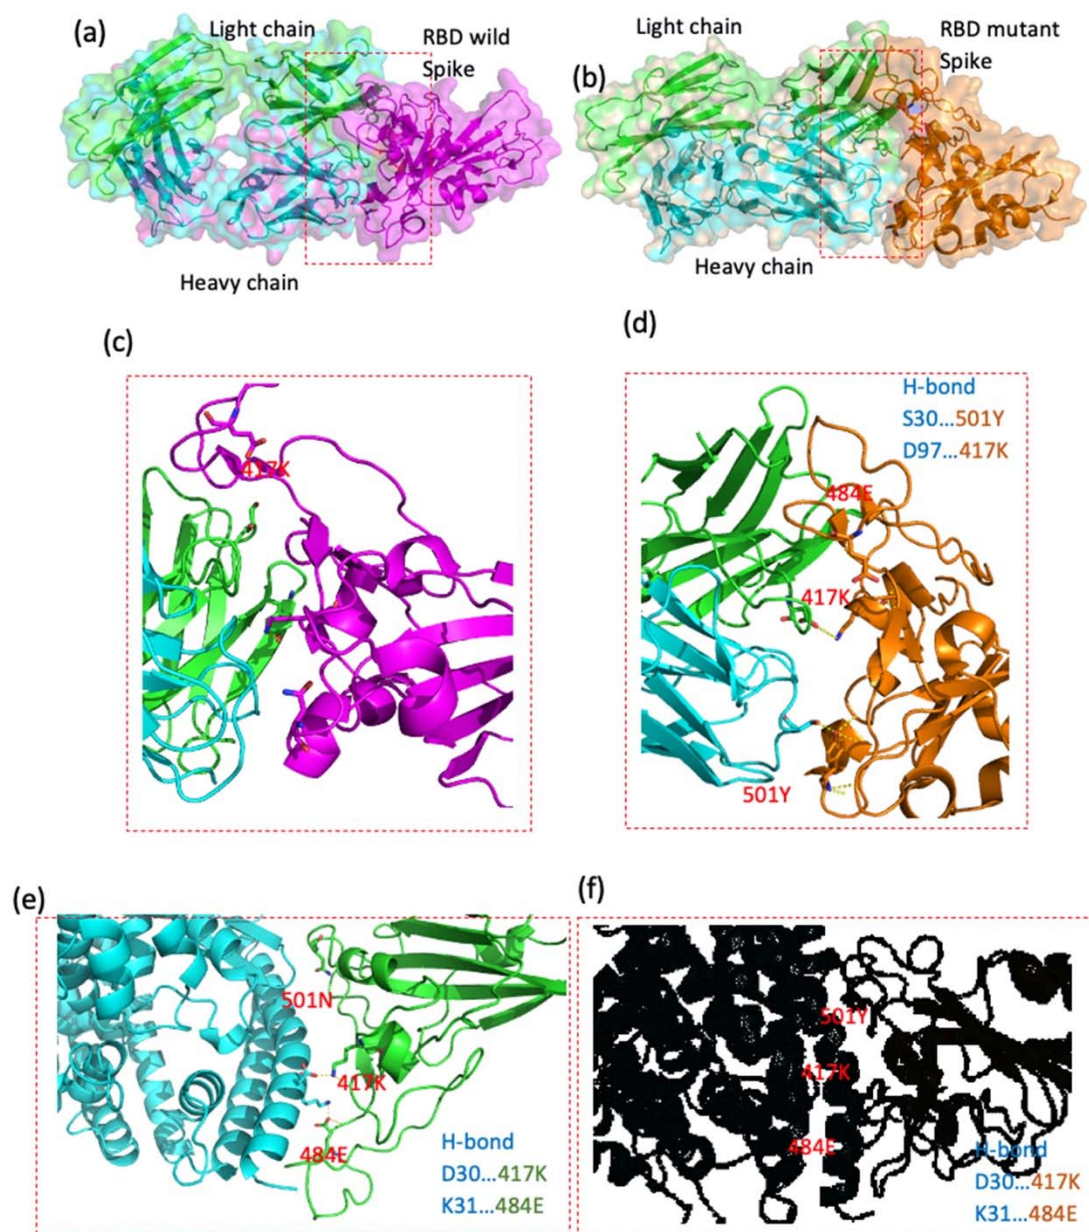 (a)
Light chain
RBD wild
Spike
Heavy chain
(b)
Light chain
RBD mutant
Spike
Heavy chain
(c)
417K
(d)
H-bond
S30...501Y
D97...417K
484E
417K
501Y
(e)
501N
417K
484E
H-bond
D30...417K
K31...484E
(f)
501Y
417K
484E
H-bond
D30...417K
K31...484E